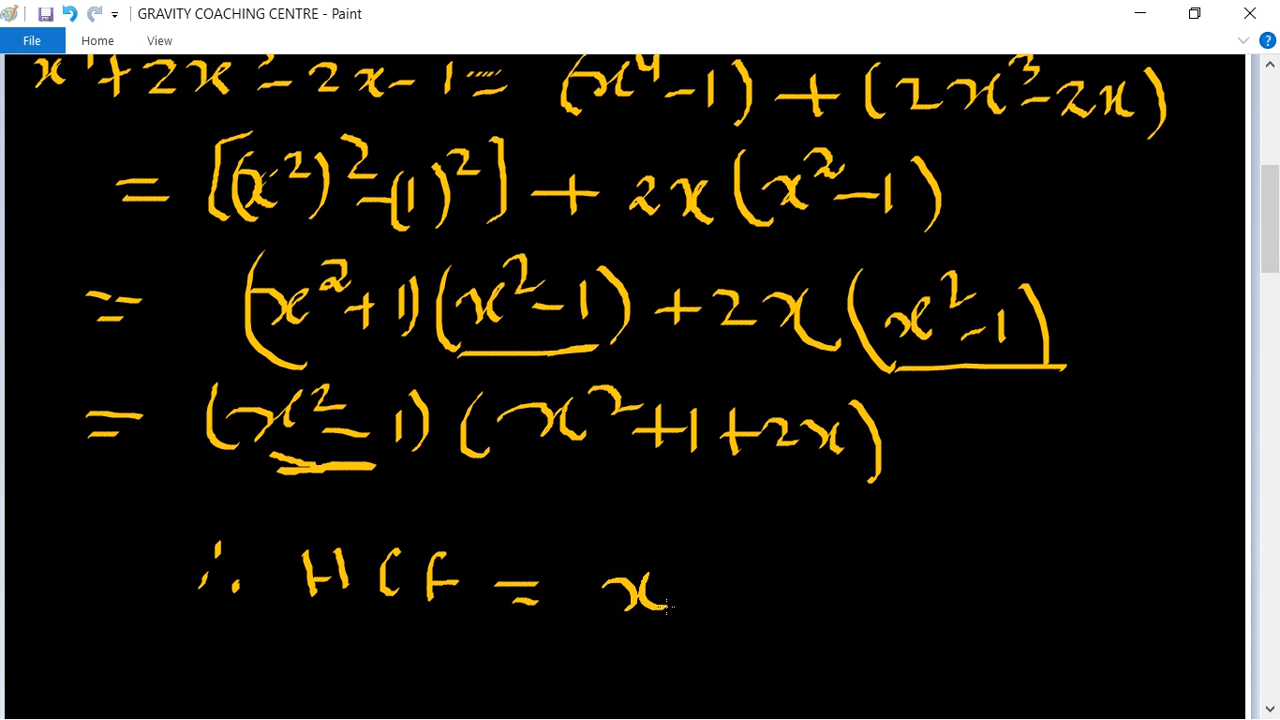 GRAVITY COACHING CENTRE - Paint
File Home View
x⁴+2x³-2x-1= (x⁴-1)+(2x³-2x)
= [(x²)²-(1)²]+2x(x²-1)
= (x²+1)(x²-1)+2x(x²-1)
= (x²-1)(x²+1+2x)
∴ HCF = x